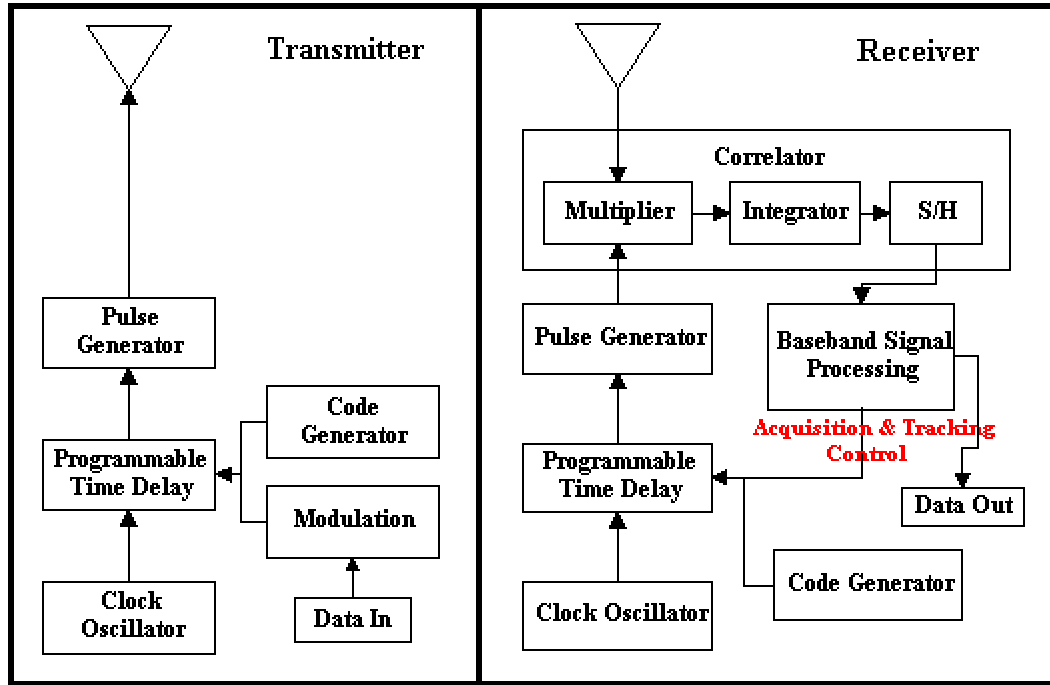 Transmitter
Pulse
Generator
Code
Generator
Programmable
Time Delay
Modulation
Clock
Oscillator
Data In
Receiver
Correlator
Multiplier
Integrator
S/H
Pulse Generator
Baseband Signal
Processing
Acquisition & Tracking
Control
Programmable
Time Delay
Data Out
Clock Oscillator
Code Generator